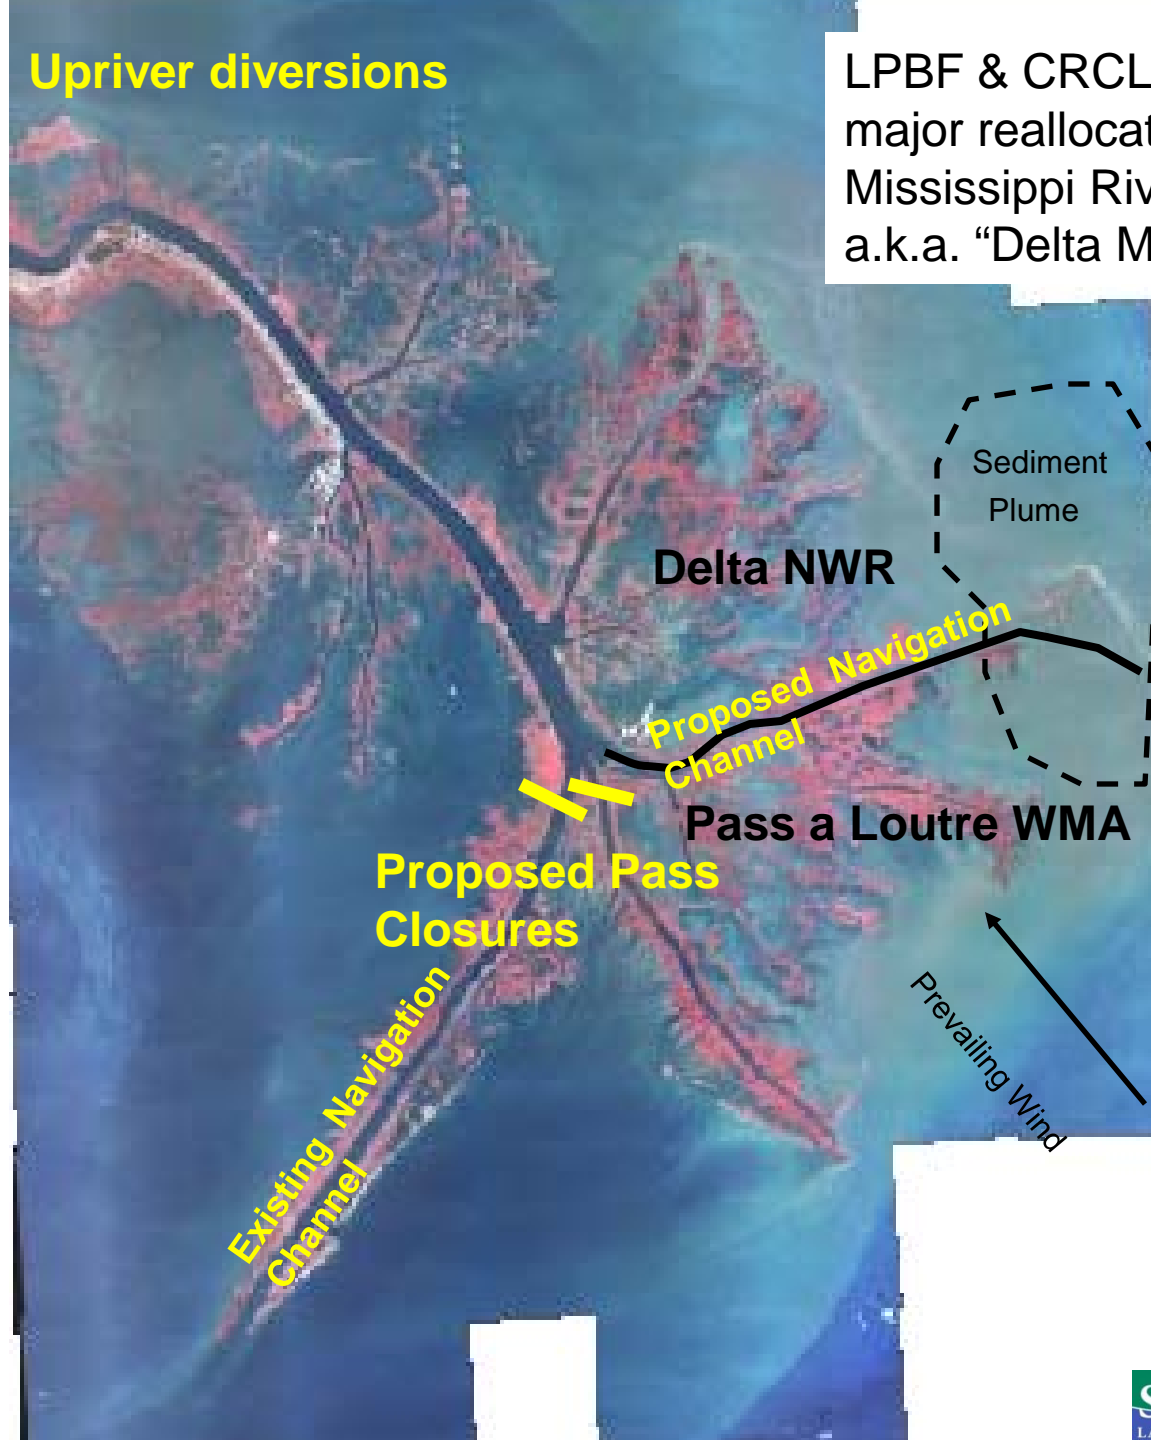 Upriver diversions
LPBF & CRCL
major realloca
Mississippi Riv
a.k.a. “Delta M
Sediment
Plume
Delta NWR
Proposed Navigation
Channel
Pass a Loutre WMA
Proposed Pass
Closures
Existing Navigation
Channel
Prevailing Wind